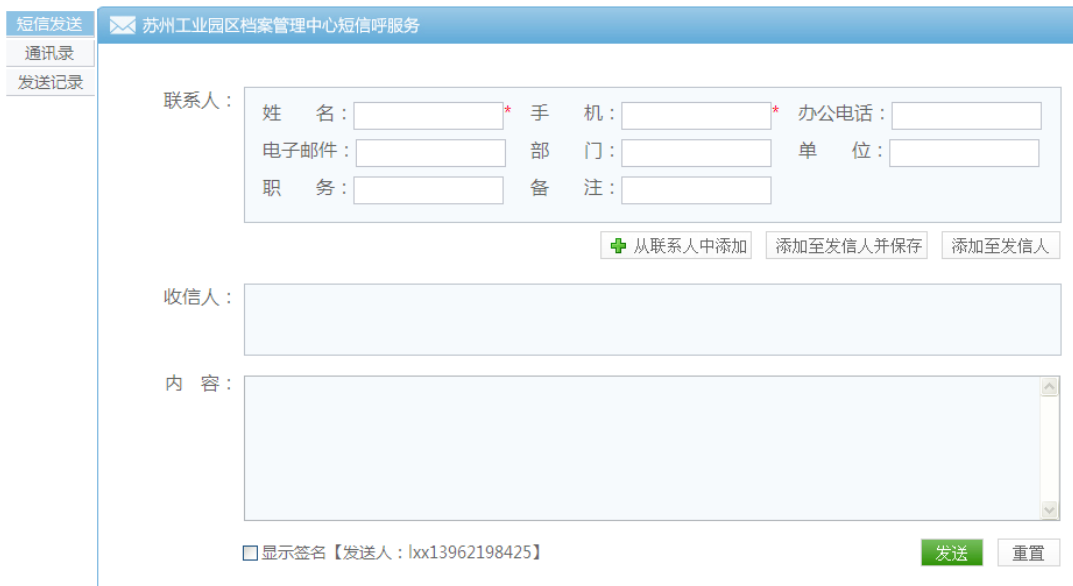 短信发送
通讯录
发送记录
苏州工业园区档案管理中心短信呼服务
联系人：
姓 名： * 手 机： * 办公电话：
电子邮件： 部 门： 单 位：
职 务： 备 注：
从联系人中添加 添加至发信人并保存 添加至发信人
收信人：
内 容：
显示签名【发送人：lxx13962198425】 发送 重置